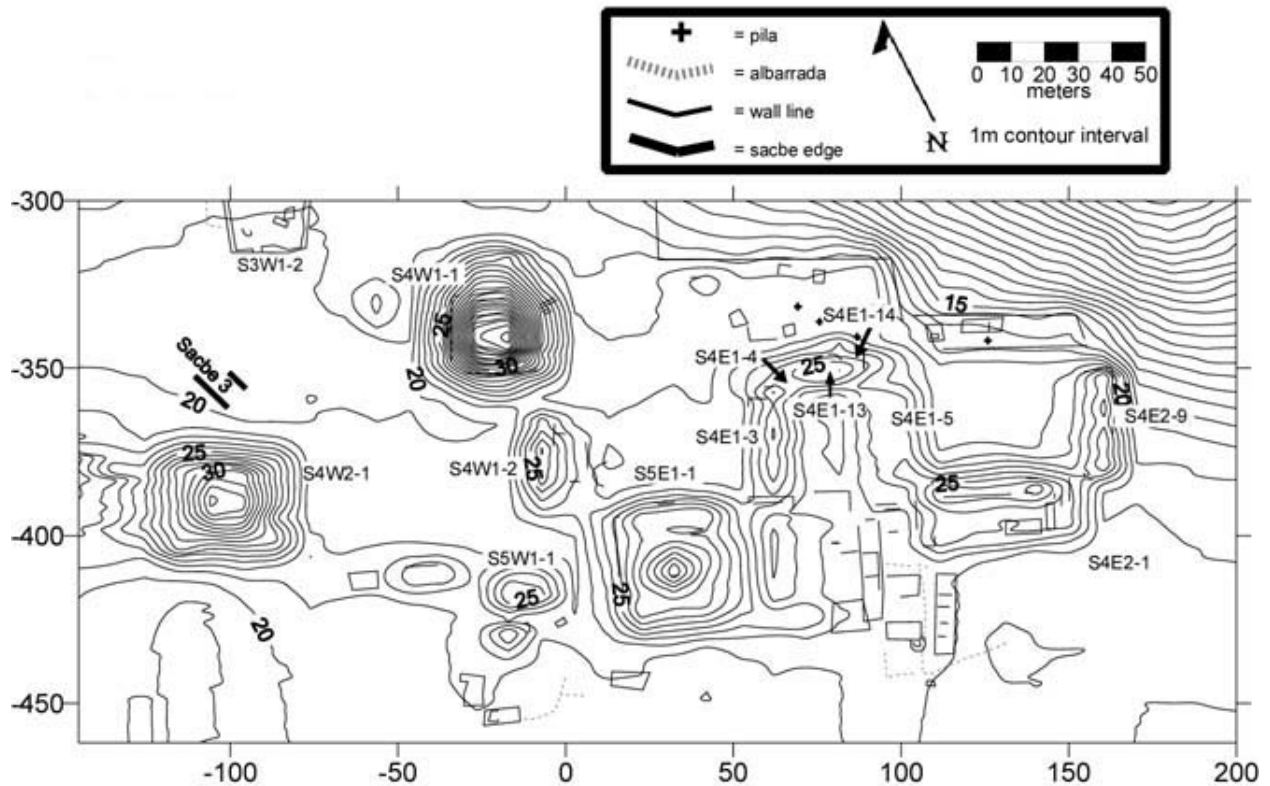 = pila
= albarrada
= wall line
= sacbe edge
N
0 10 20 30 40 50
meters
1m contour interval
-300
-350
-400
-450
S3W1-2
S4W1-1
25
30
20
15
S4E1-14
S4E1-4
25
S4E1-13
S4E1-3
S4E1-5
20
S4E2-9
Sacbe 3
20
25
30
S4W2-1
S4W1-2
25
S5E1-1
25
S5W1-1
25
25
S4E2-1
20
-100 -50 0 50 100 150 200